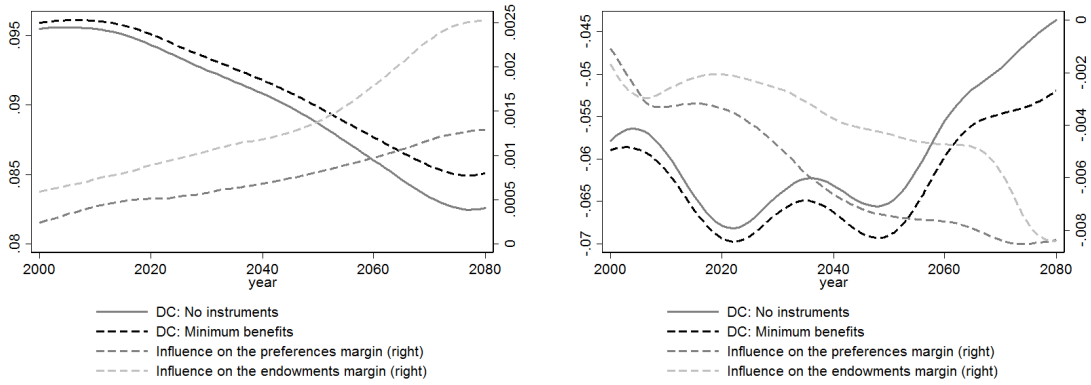 .095
.09
.085
.08
.0025
.002
.0015
.001
.0005
0
2000 2020 2040 2060 2080
year
DC: No instruments
DC: Minimum benefits
Influence on the preferences margin (right)
Influence on the endowments margin (right)
-.045
-.05
-.055
-.06
-.065
-.07
0
-.002
-.004
-.006
-.008
2000 2020 2040 2060 2080
year
DC: No instruments
DC: Minimum benefits
Influence on the preferences margin (right)
Influence on the endowments margin (right)